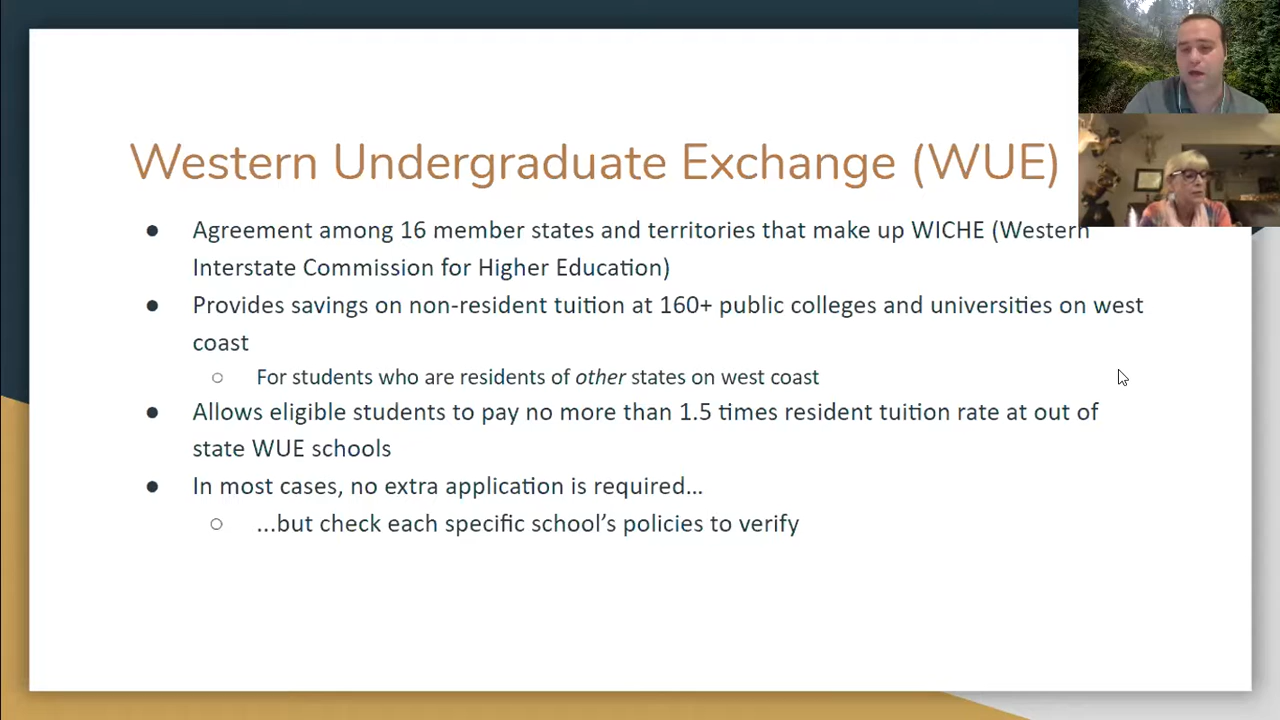 Western Undergraduate Exchange (WUE)
● Agreement among 16 member states and territories that make up WICHE (Western
Interstate Commission for Higher Education)
● Provides savings on non-resident tuition at 160+ public colleges and universities on west
coast
○ For students who are residents of other states on west coast
● Allows eligible students to pay no more than 1.5 times resident tuition rate at out of
state WUE schools
● In most cases, no extra application is required...
○ ...but check each specific school's policies to verify